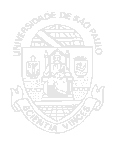 UNIVERSIDADE DE SÃO PAULO
SCIENTIA VINCES